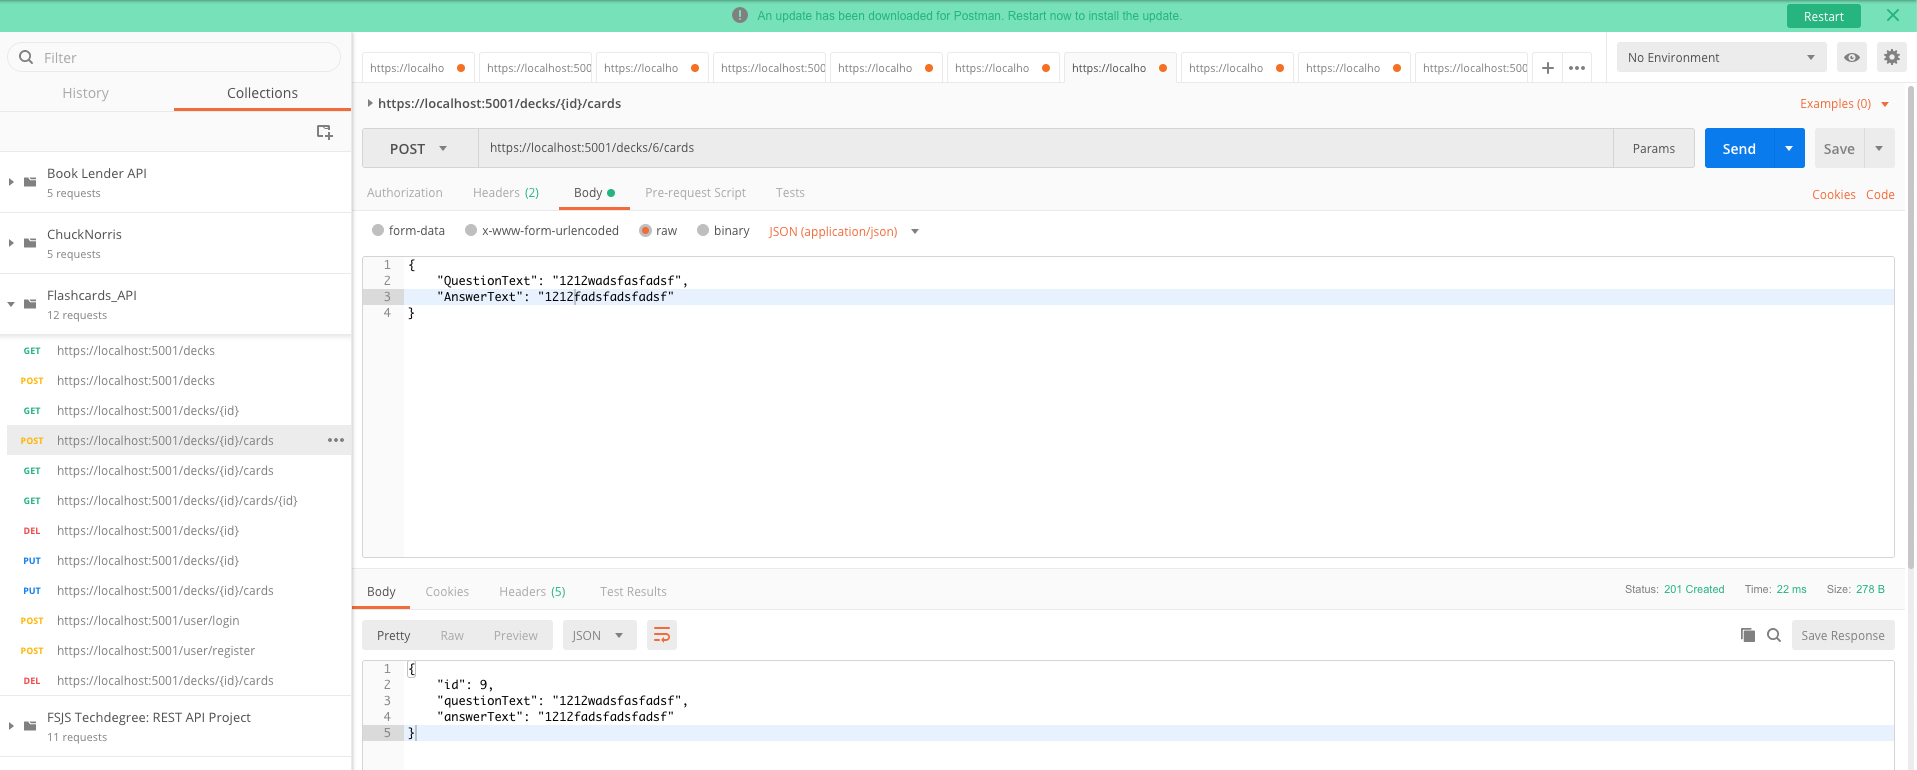 An update has been downloaded for Postman. Restart now to install the update.
Restart
Filter
History
Collections
Book Lender API
5 requests
ChuckNorris
5 requests
Flashcards_API
12 requests
GET https://localhost:5001/decks
POST https://localhost:5001/decks
GET https://localhost:5001/decks/{id}
POST https://localhost:5001/decks/{id}/cards
GET https://localhost:5001/decks/{id}/cards
GET https://localhost:5001/decks/{id}/cards/{id}
DEL https://localhost:5001/decks/{id}
PUT https://localhost:5001/decks/{id}
PUT https://localhost:5001/decks/{id}/cards
POST https://localhost:5001/user/login
POST https://localhost:5001/user/register
DEL https://localhost:5001/decks/{id}/cards
FSJS Techdegree: REST API Project
11 requests
https://localho https://localhost:500 https://localho https://localhost:500 https://localho https://localho https://localho https://localho https://localho https://localhost:500
No Environment
https://localhost:5001/decks/{id}/cards
Examples (0)
POST https://localhost:5001/decks/6/cards Params Send Save
Authorization Headers (2) Body Pre-request Script Tests Cookies Code
form-data x-www-form-urlencoded raw binary JSON (application/json)
1 {
2 "QuestionText": "1212wadsfasfadsf",
3 "AnswerText": "1212fadsfadsfadsf"
4 }
Body Cookies Headers (5) Test Results Status: 201 Created Time: 22 ms Size: 278 B
Pretty Raw Preview JSON Save Response
1 {
2 "id": 9,
3 "questionText": "1212wadsfasfadsf",
4 "answerText": "1212fadsfadsfadsf"
5 }